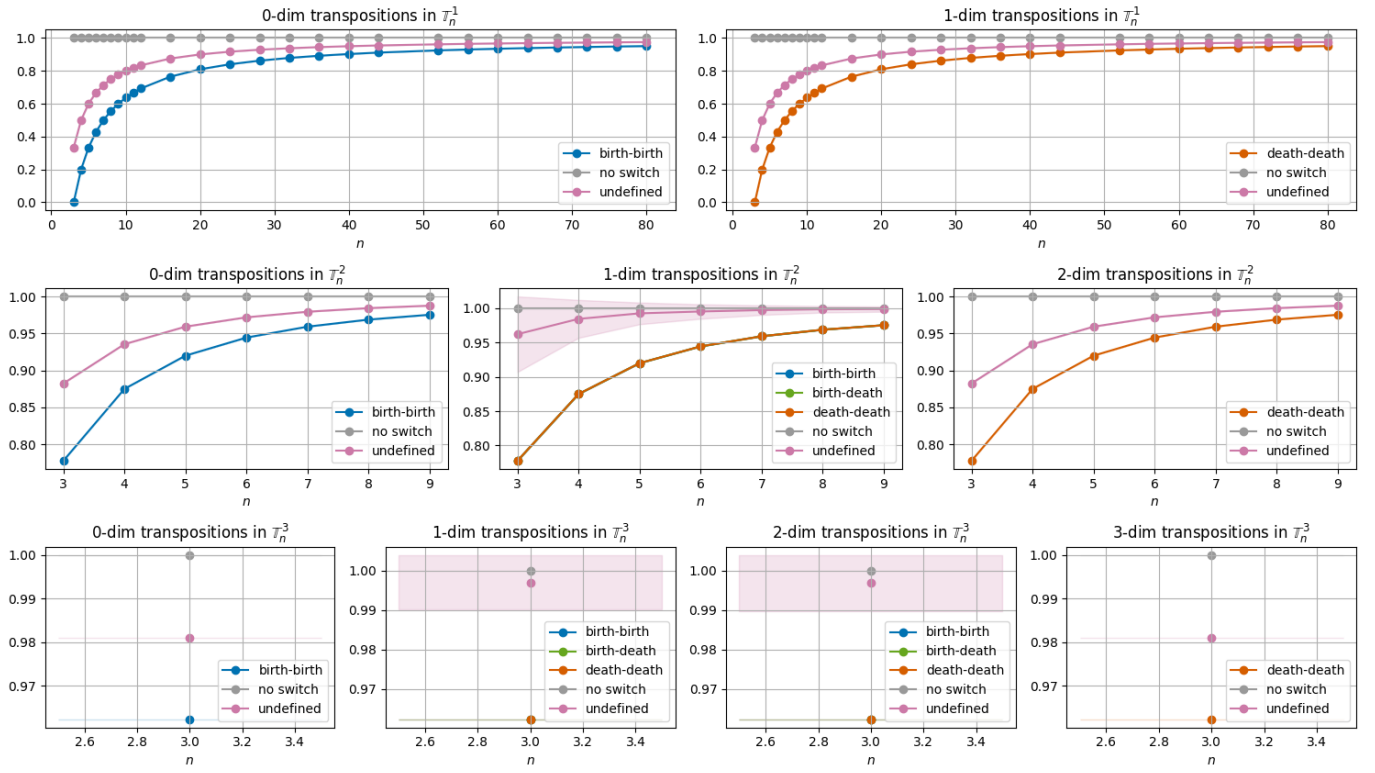 0-dim transpositions in 𝕋ₙ¹
1.0
0.8
0.6
0.4
0.2
0.0
birth-birth
no switch
undefined
0 10 20 30 40 50 60 70 80
n
1-dim transpositions in 𝕋ₙ¹
1.0
0.8
0.6
0.4
0.2
0.0
death-death
no switch
undefined
0 10 20 30 40 50 60 70 80
n
0-dim transpositions in 𝕋ₙ²
1.00
0.95
0.90
0.85
0.80
birth-birth
no switch
undefined
3 4 5 6 7 8 9
n
1-dim transpositions in 𝕋ₙ²
1.00
0.95
0.90
0.85
0.80
birth-birth
birth-death
death-death
no switch
undefined
3 4 5 6 7 8 9
n
2-dim transpositions in 𝕋ₙ²
1.00
0.95
0.90
0.85
0.80
death-death
no switch
undefined
3 4 5 6 7 8 9
n
0-dim transpositions in 𝕋ₙ³
1.00
0.99
0.98
0.97
birth-birth
no switch
undefined
2.6 2.8 3.0 3.2 3.4
n
1-dim transpositions in 𝕋ₙ³
1.00
0.99
0.98
0.97
birth-birth
birth-death
death-death
no switch
undefined
2.6 2.8 3.0 3.2 3.4
n
2-dim transpositions in 𝕋ₙ³
1.00
0.99
0.98
0.97
birth-birth
birth-death
death-death
no switch
undefined
2.6 2.8 3.0 3.2 3.4
n
3-dim transpositions in 𝕋ₙ³
1.00
0.99
0.98
0.97
death-death
no switch
undefined
2.6 2.8 3.0 3.2 3.4
n